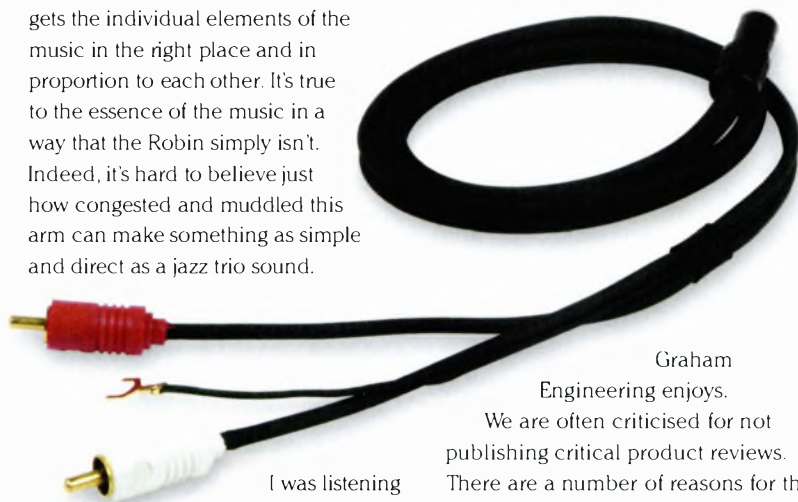 gets the individual elements of the
music in the right place and in
proportion to each other. It's true
to the essence of the music in a
way that the Robin simply isn't.
Indeed, it's hard to believe just
how congested and muddled this
arm can make something as simple
and direct as a jazz trio sound.
I was listening
Graham
Engineering enjoys.
We are often criticised for not
publishing critical product reviews.
There are a number of reasons for